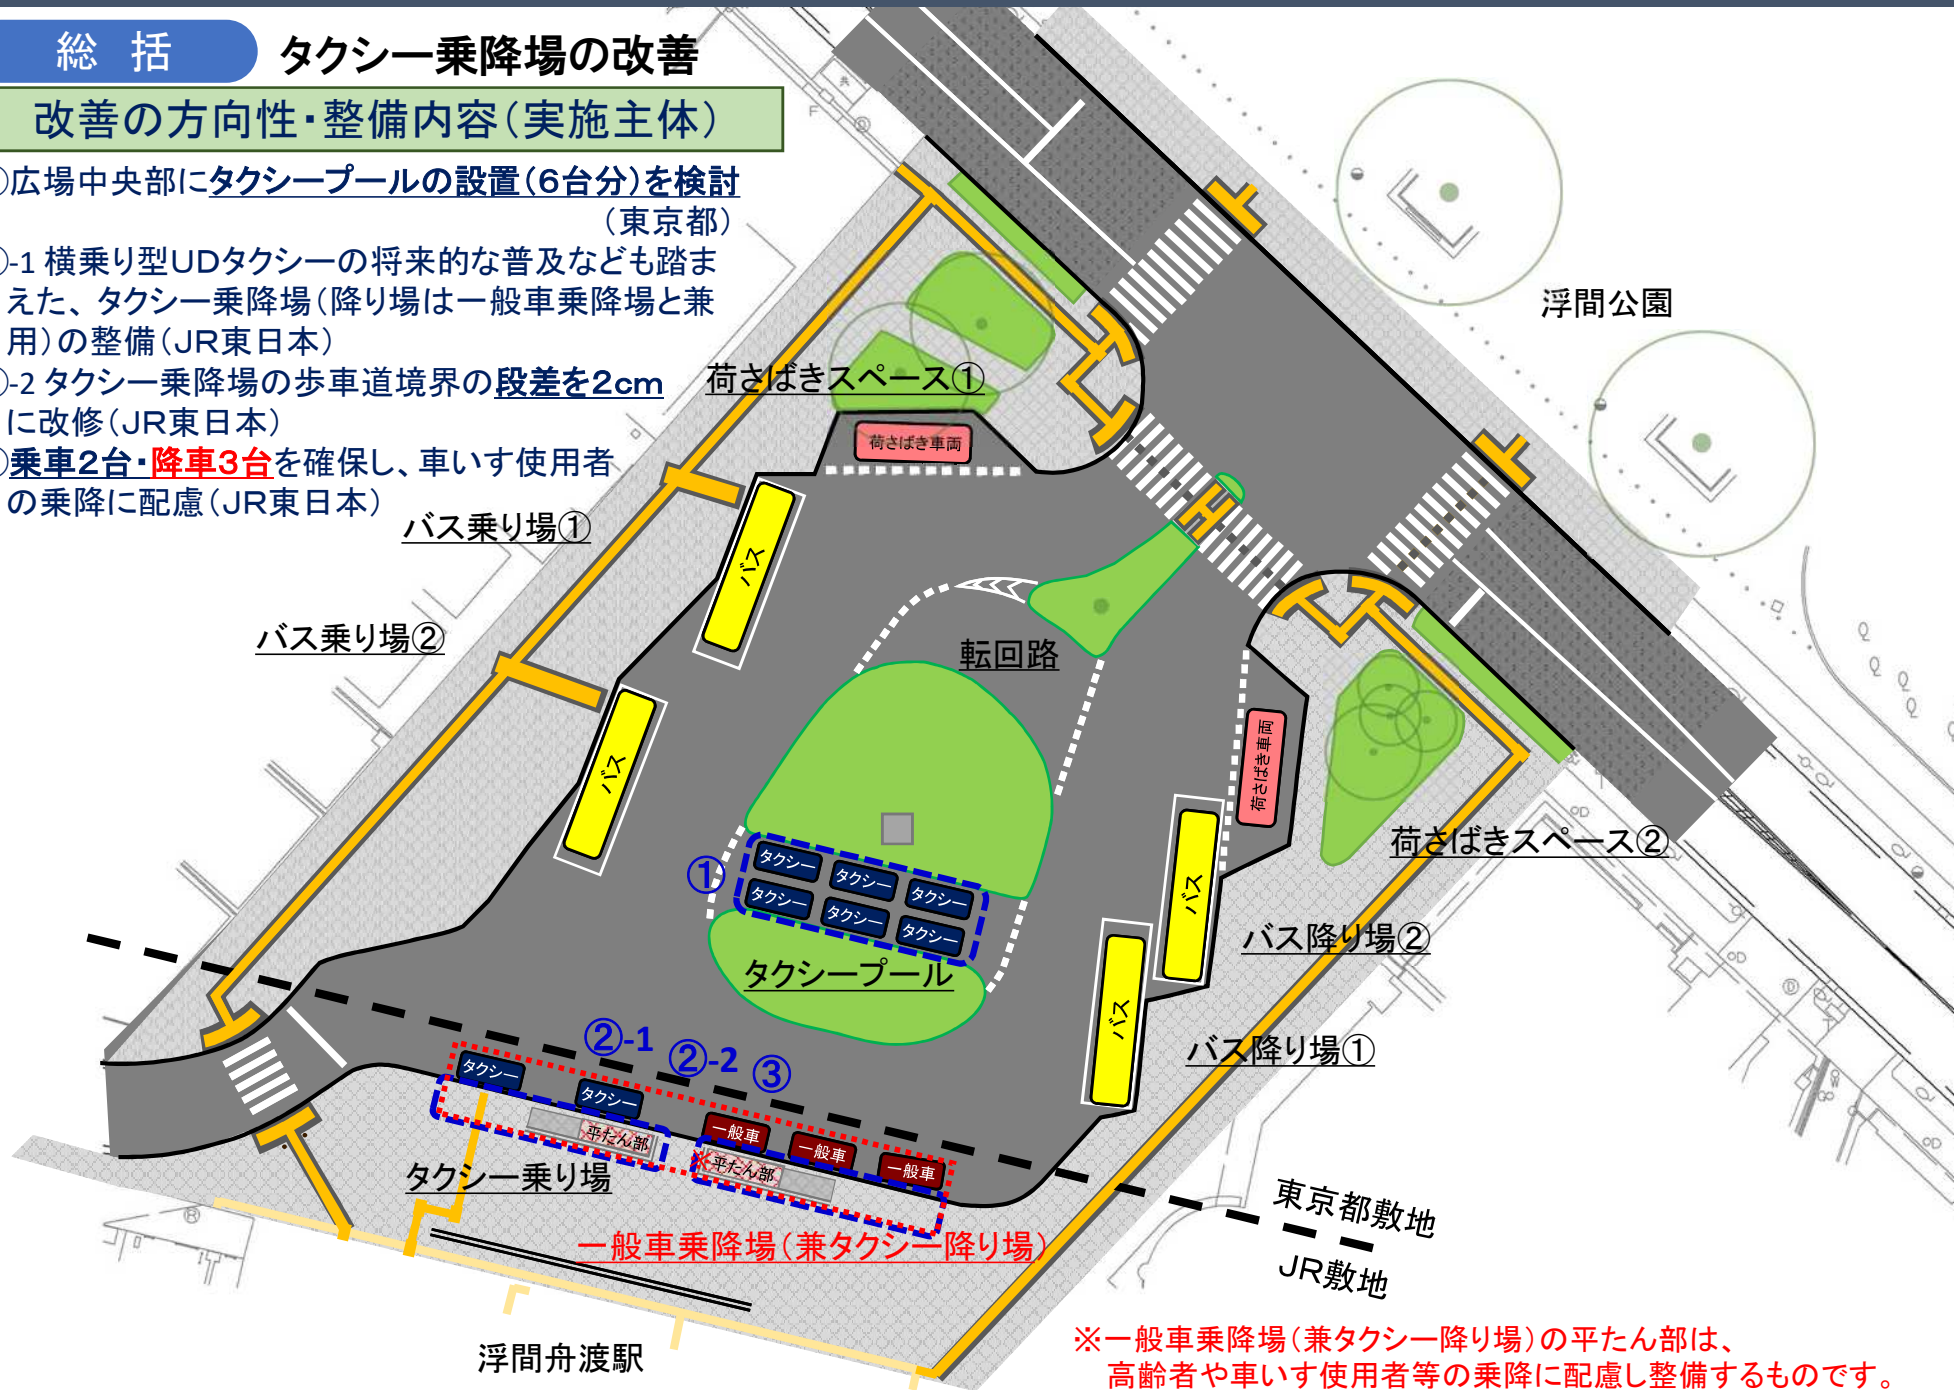 総 括
タクシー乗降場の改善
改善の方向性・整備内容(実施主体)
広場中央部にタクシープールの設置(6台分)を検討
(東京都)
-1 横乗り型UDタクシーの将来的な普及なども踏ま
えた、タクシー乗降場(降り場は一般車乗降場と兼
用)の整備(JR東日本)
-2 タクシー乗降場の歩車道境界の段差を2cm
に改修(JR東日本)
乗車2台・降車3台を確保し、車いす使用者
の乗降に配慮(JR東日本)
浮間公園
荷さばきスペース①
荷さばき車両
バス乗り場①
バス
バス乗り場②
バス
転回路
荷さばき車両
荷さばきスペース②
①
タクシー
タクシー
タクシー
タクシー
タクシー
タクシー
タクシープール
バス
バス降り場②
バス
バス降り場①
②-1
②-2
③
タクシー
タクシー
一般車
一般車
一般車
平たん部
※平たん部
タクシー乗り場
一般車乗降場(兼タクシー降り場)
東京都敷地
JR敷地
浮間舟渡駅
※一般車乗降場(兼タクシー降り場)の平たん部は、
高齢者や車いす使用者等の乗降に配慮し整備するものです。